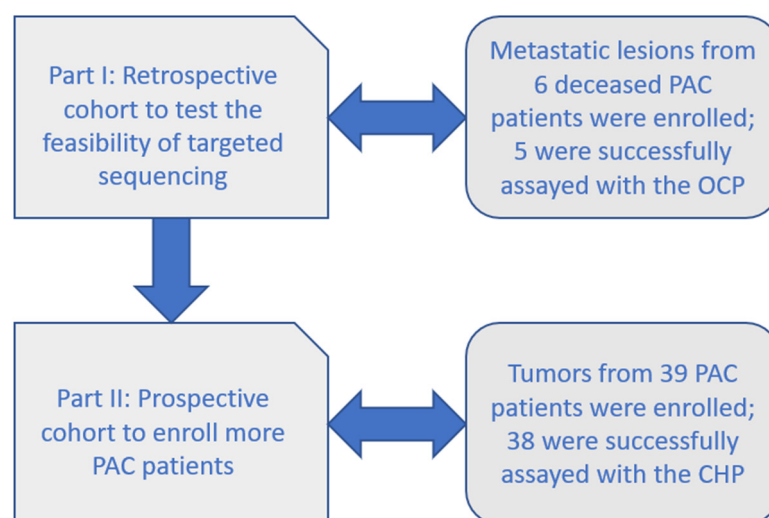 Part I: Retrospective
cohort to test the
feasibility of targeted
sequencing
Metastatic lesions from
6 deceased PAC
patients were enrolled;
5 were successfully
assayed with the OCP
Part II: Prospective
cohort to enroll more
PAC patients
Tumors from 39 PAC
patients were enrolled;
38 were successfully
assayed with the CHP